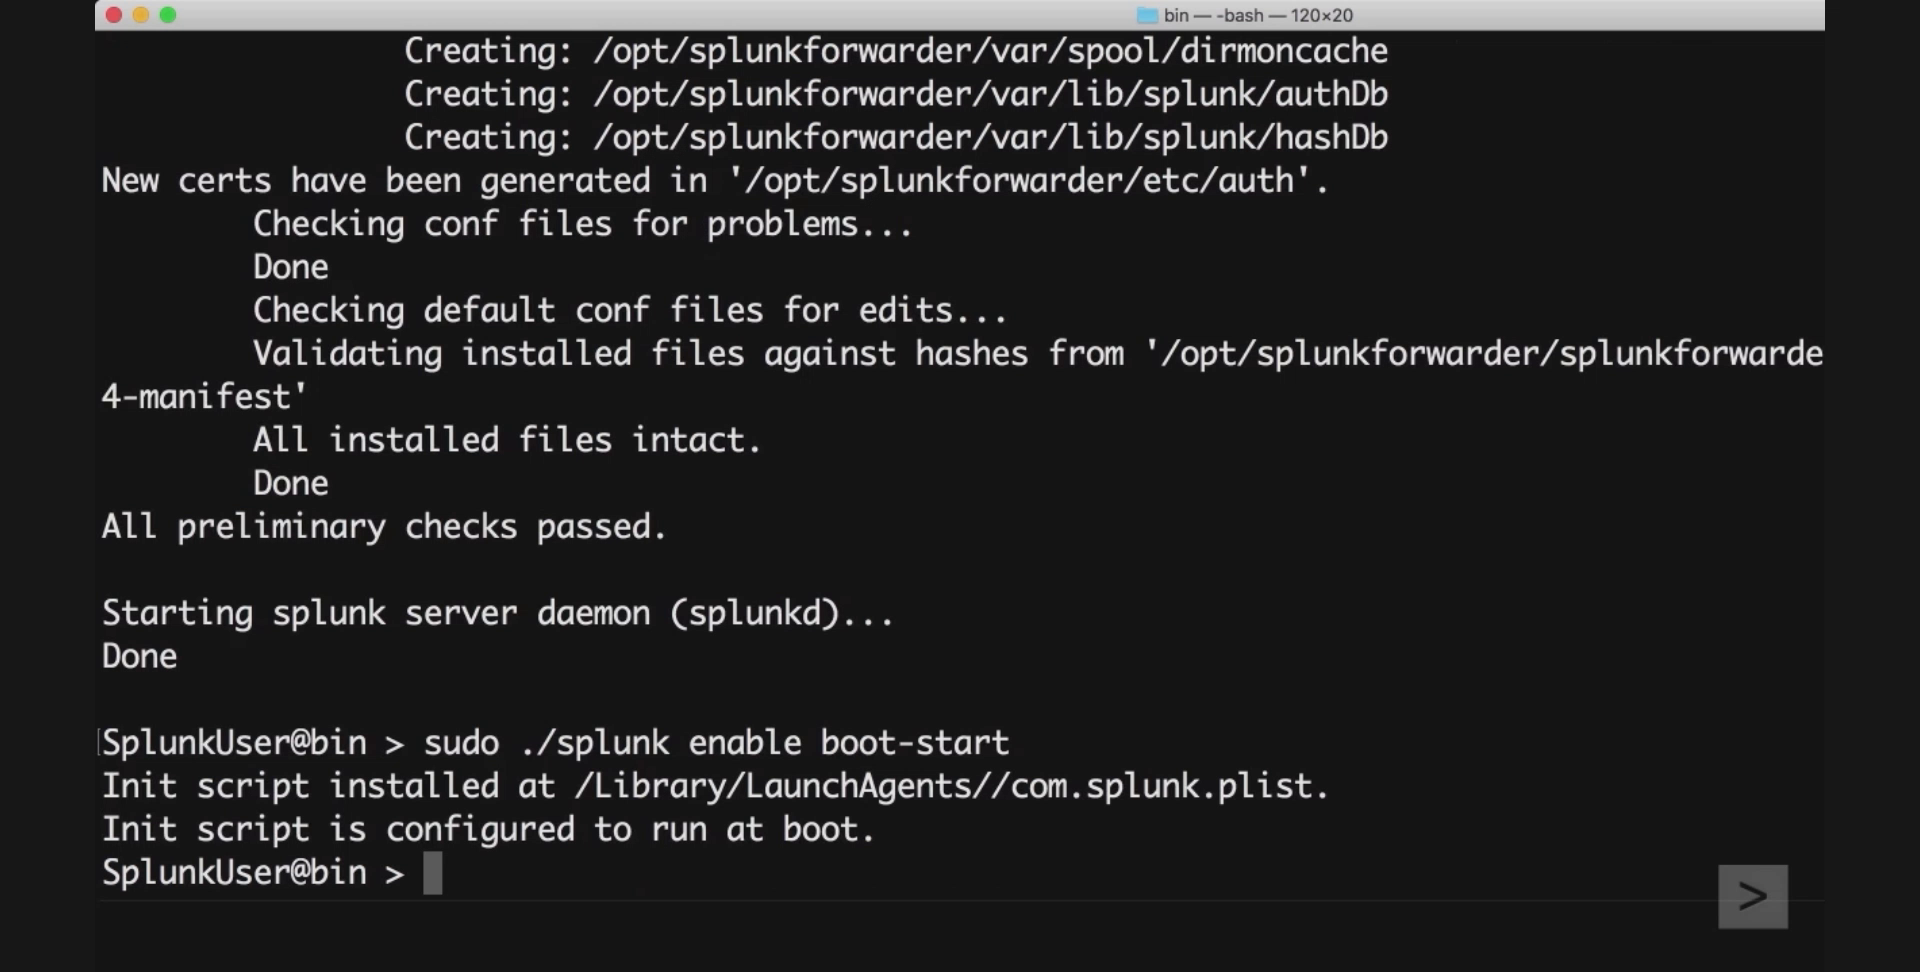 bin — -bash — 120×20
Creating: /opt/splunkforwarder/var/spool/dirmoncache
Creating: /opt/splunkforwarder/var/lib/splunk/authDb
Creating: /opt/splunkforwarder/var/lib/splunk/hashDb
New certs have been generated in '/opt/splunkforwarder/etc/auth'.
Checking conf files for problems...
Done
Checking default conf files for edits...
Validating installed files against hashes from '/opt/splunkforwarder/splunkforwarde
4-manifest'
All installed files intact.
Done
All preliminary checks passed.
Starting splunk server daemon (splunkd)...
Done
[SplunkUser@bin > sudo ./splunk enable boot-start
Init script installed at /Library/LaunchAgents//com.splunk.plist.
Init script is configured to run at boot.
SplunkUser@bin >
>